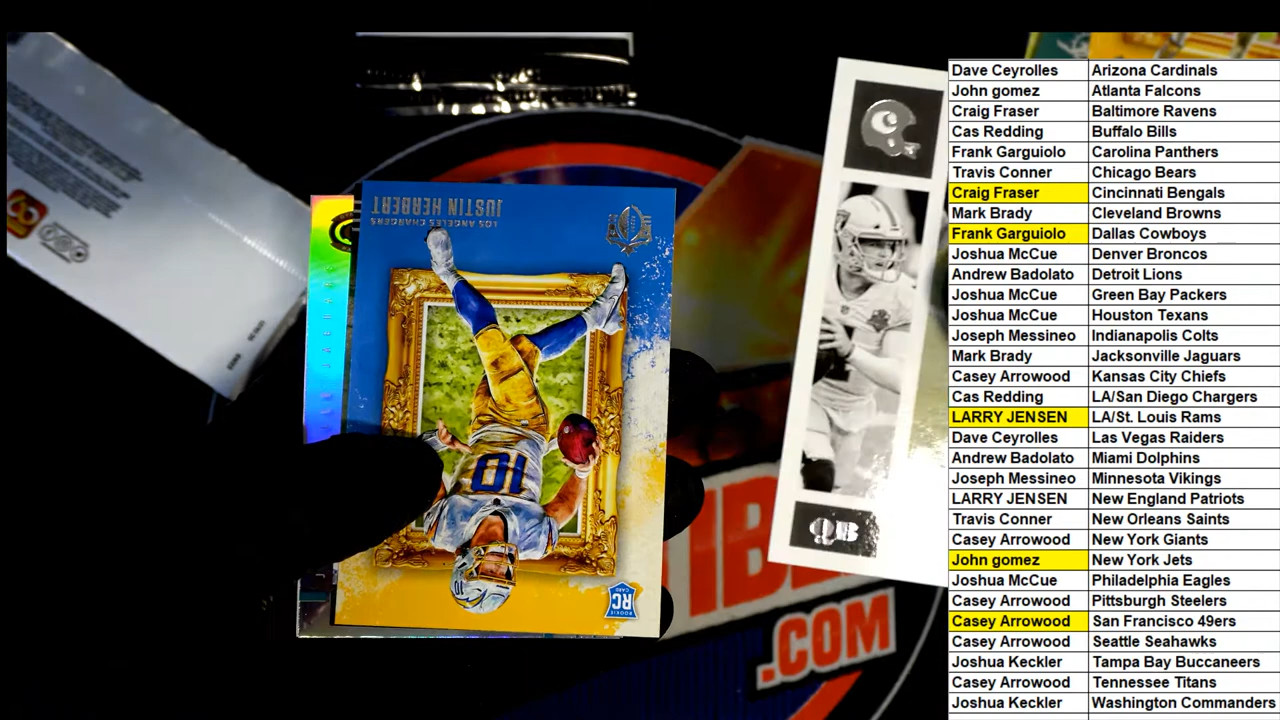 LOS ANGELES CHARGERS
JUSTIN HERBERT
10
ROOKIE
RC
CARD
QB
.COM
Dave Ceyrolles Arizona Cardinals
John gomez Atlanta Falcons
Craig Fraser Baltimore Ravens
Cas Redding Buffalo Bills
Frank Garguiolo Carolina Panthers
Travis Conner Chicago Bears
Craig Fraser Cincinnati Bengals
Mark Brady Cleveland Browns
Frank Garguiolo Dallas Cowboys
Joshua McCue Denver Broncos
Andrew Badolato Detroit Lions
Joshua McCue Green Bay Packers
Joshua McCue Houston Texans
Joseph Messineo Indianapolis Colts
Mark Brady Jacksonville Jaguars
Casey Arrowood Kansas City Chiefs
Cas Redding LA/San Diego Chargers
LARRY JENSEN LA/St. Louis Rams
Dave Ceyrolles Las Vegas Raiders
Andrew Badolato Miami Dolphins
Joseph Messineo Minnesota Vikings
LARRY JENSEN New England Patriots
Travis Conner New Orleans Saints
Casey Arrowood New York Giants
John gomez New York Jets
Joshua McCue Philadelphia Eagles
Casey Arrowood Pittsburgh Steelers
Casey Arrowood San Francisco 49ers
Casey Arrowood Seattle Seahawks
Joshua Keckler Tampa Bay Buccaneers
Casey Arrowood Tennessee Titans
Joshua Keckler Washington Commanders